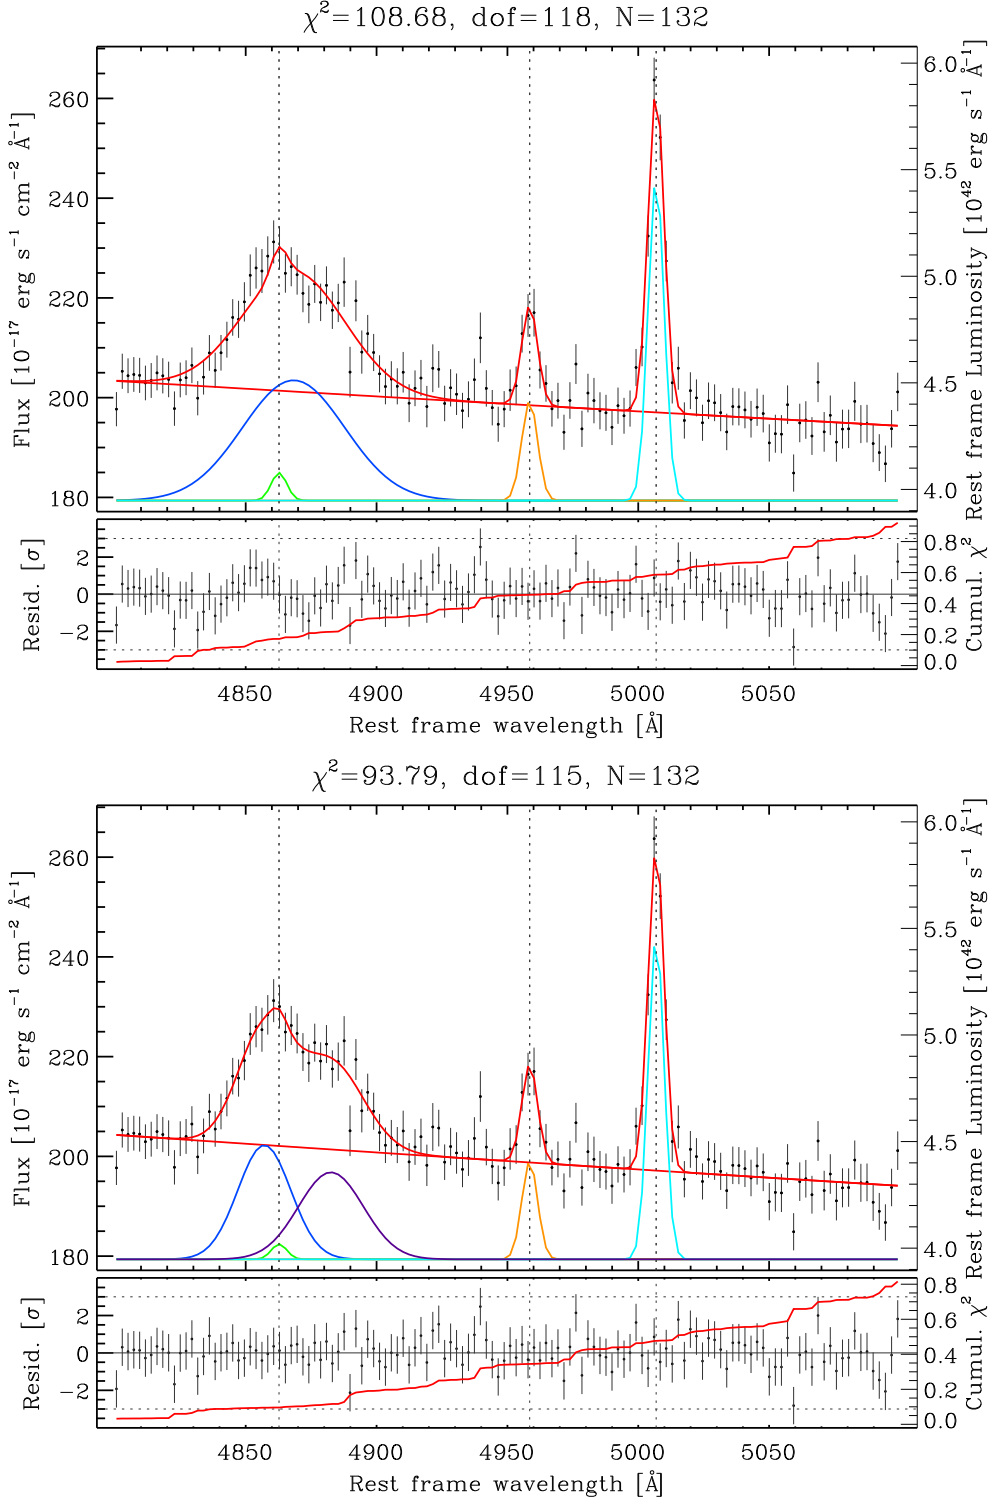 χ²=108.68, dof=118, N=132
Flux [10⁻¹⁷ erg s⁻¹ cm⁻² Å⁻¹]
260
240
220
200
180
Rest frame Luminosity [10⁴² erg s⁻¹ Å⁻¹]
6.0
5.5
5.0
4.5
4.0
Resid. [σ]
2
0
−2
Cumul. χ²
0.8
0.6
0.4
0.2
0.0
4850 4900 4950 5000 5050
Rest frame wavelength [Å]
χ²=93.79, dof=115, N=132
Flux [10⁻¹⁷ erg s⁻¹ cm⁻² Å⁻¹]
260
240
220
200
180
Rest frame Luminosity [10⁴² erg s⁻¹ Å⁻¹]
6.0
5.5
5.0
4.5
4.0
Resid. [σ]
2
0
−2
Cumul. χ²
0.8
0.6
0.4
0.2
0.0
4850 4900 4950 5000 5050
Rest frame wavelength [Å]